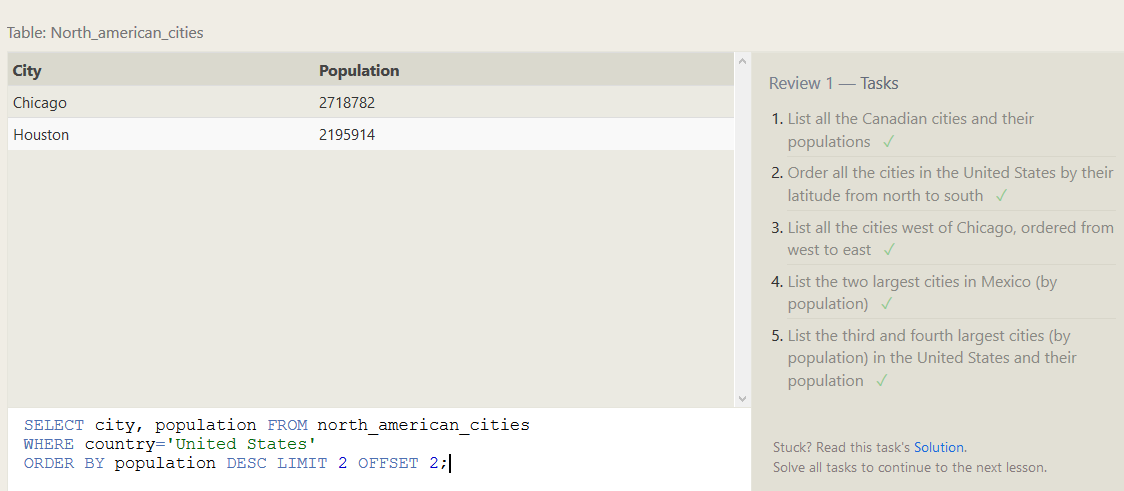 Table: North_american_cities
City Population
Chicago 2718782
Houston 2195914
SELECT city, population FROM north_american_cities
WHERE country='United States'
ORDER BY population DESC LIMIT 2 OFFSET 2;
Review 1 — Tasks
1. List all the Canadian cities and their
populations ✓
2. Order all the cities in the United States by their
latitude from north to south ✓
3. List all the cities west of Chicago, ordered from
west to east ✓
4. List the two largest cities in Mexico (by
population) ✓
5. List the third and fourth largest cities (by
population) in the United States and their
population ✓
Stuck? Read this task's Solution.
Solve all tasks to continue to the next lesson.